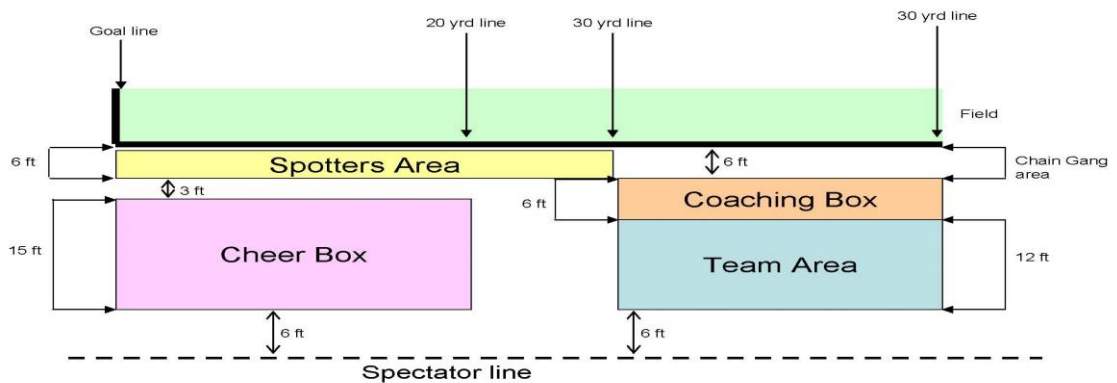 Goal line
20 yrd line
30 yrd line
30 yrd line
Field
6 ft
Spotters Area
6 ft
Chain Gang
area
3 ft
6 ft
Coaching Box
15 ft
Cheer Box
Team Area
12 ft
6 ft
6 ft
Spectator line